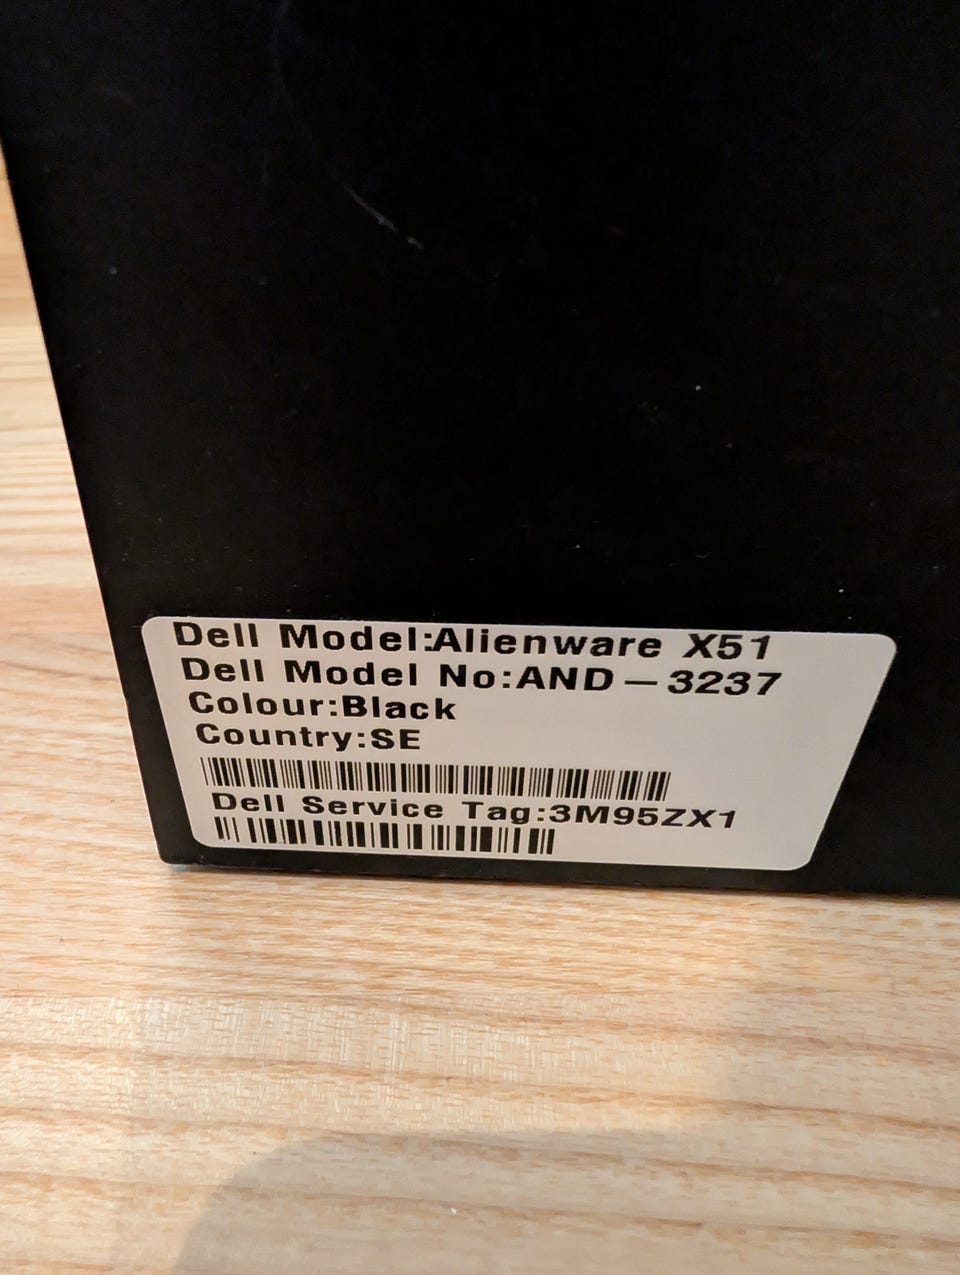 Dell Model:Alienware X51
Dell Model No:AND-3237
Colour:Black
Country:SE
Dell Service Tag:3M95ZX1